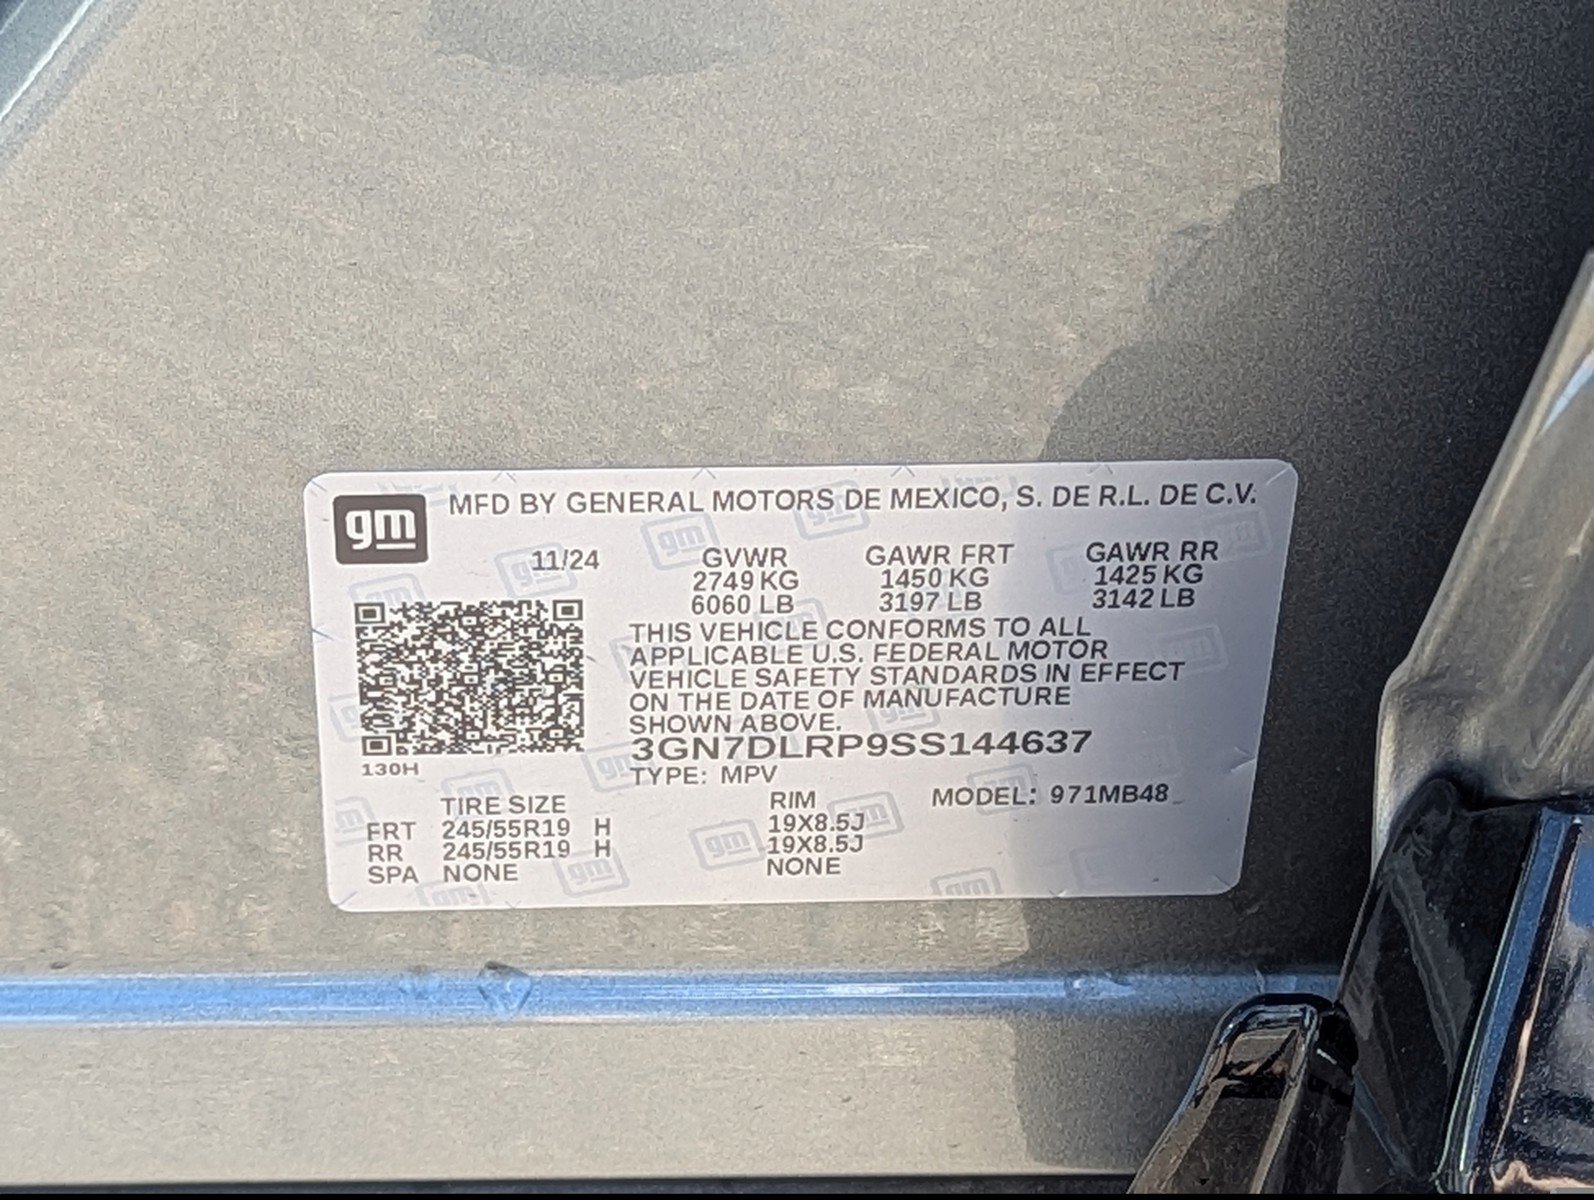 gm MFD BY GENERAL MOTORS DE MEXICO, S. DE R.L. DE C.V.
11/24 GVWR GAWR FRT GAWR RR
2749 KG 1450 KG 1425 KG
6060 LB 3197 LB 3142 LB
THIS VEHICLE CONFORMS TO ALL
APPLICABLE U.S. FEDERAL MOTOR
VEHICLE SAFETY STANDARDS IN EFFECT
ON THE DATE OF MANUFACTURE
SHOWN ABOVE.
3GN7DLRP9SS144637
130H
TYPE: MPV
TIRE SIZE RIM MODEL: 971MB48
FRT 245/55R19 H 19X8.5J
RR 245/55R19 H 19X8.5J
SPA NONE NONE